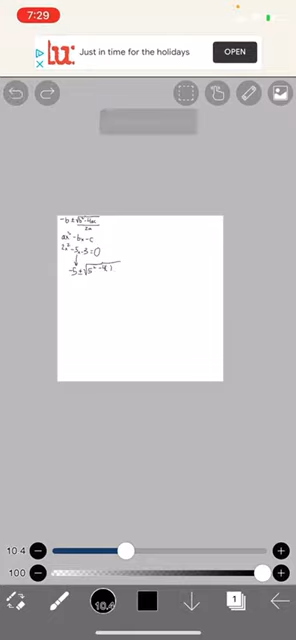 7:29
lu:
Just in time for the holidays
OPEN
-b ± √b²-4ac
2a
ax² - bx - c
2x² - 5x - 3 = 0
-5 ± √5² - 4( )
10 4
100
10.4
1